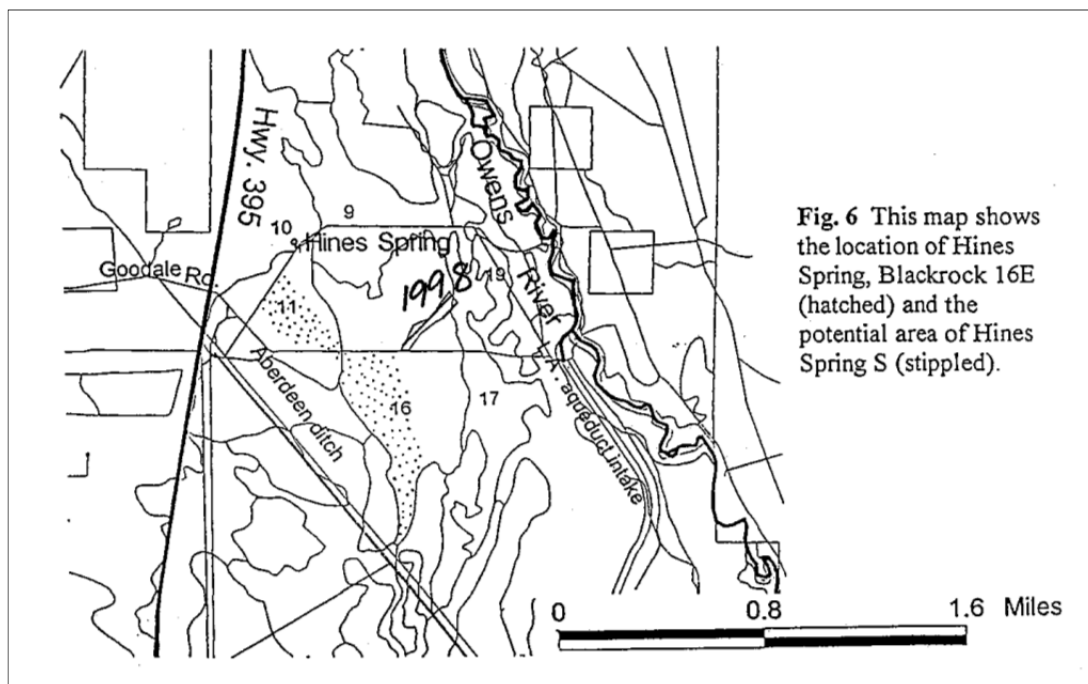 Hwy. 395
Owens
River
9
10
Hines Spring
Goodale Rd.
1998
19
11
L.A. aqueduct intake
Aberdeen ditch
16
17
Fig. 6 This map shows
the location of Hines
Spring, Blackrock 16E
(hatched) and the
potential area of Hines
Spring S (stippled).
0 0.8 1.6 Miles